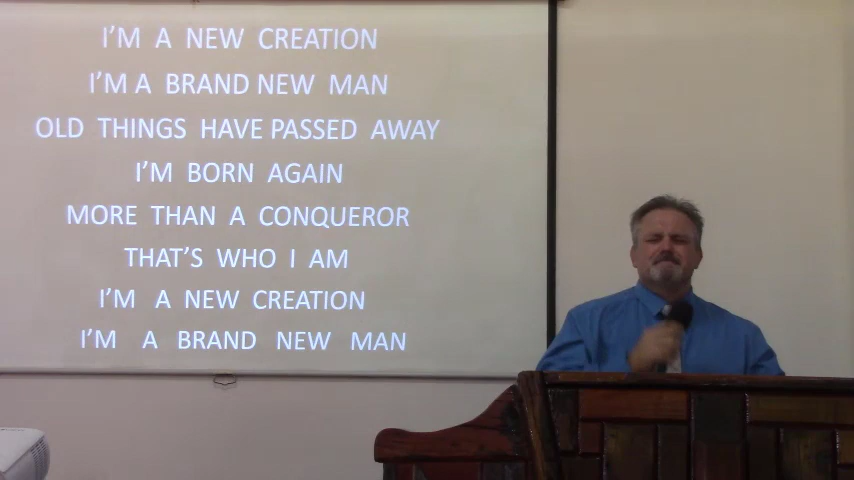 I'M A NEW CREATION
I'M A BRAND NEW MAN
OLD THINGS HAVE PASSED AWAY
I'M BORN AGAIN
MORE THAN A CONQUEROR
THAT'S WHO I AM
I'M A NEW CREATION
I'M A BRAND NEW MAN